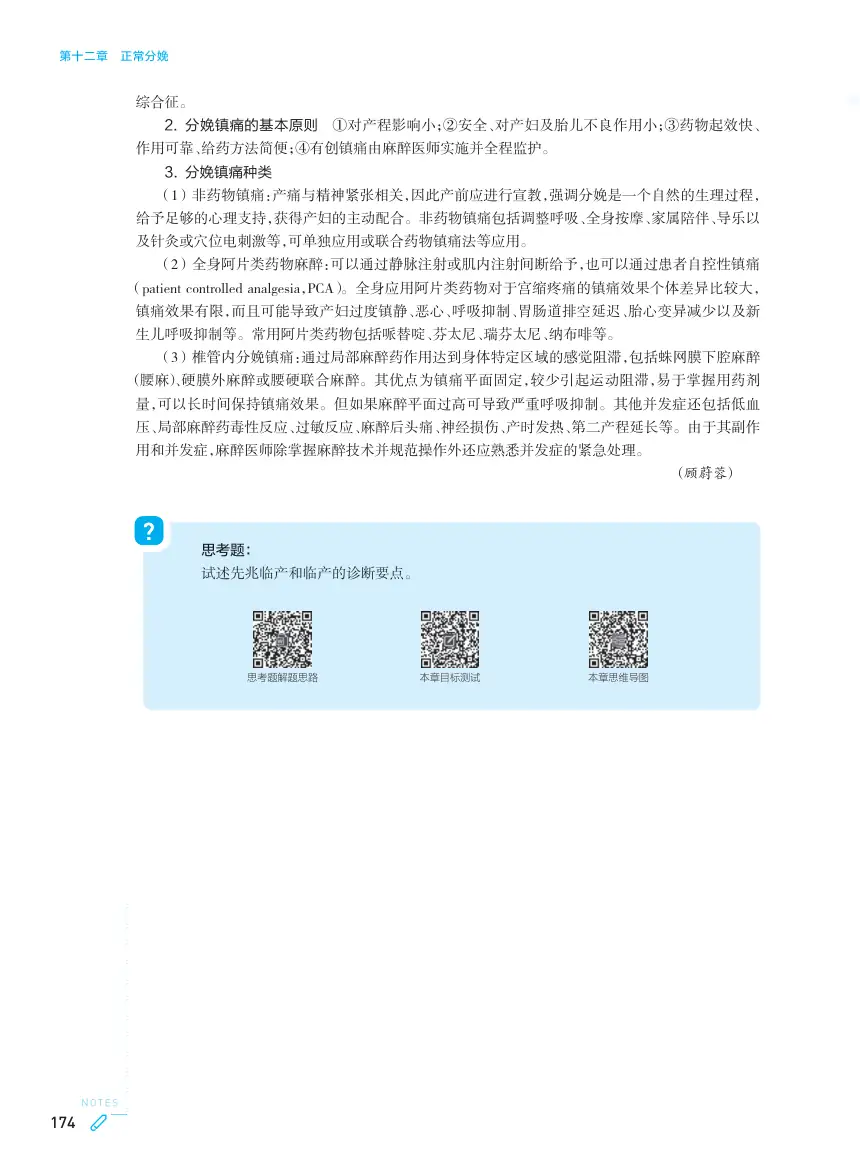 第十二章　正常分娩
综合征。
2. 分娩镇痛的基本原则　①对产程影响小；②安全、对产妇及胎儿不良作用小；③药物起效快、
作用可靠、给药方法简便；④有创镇痛由麻醉医师实施并全程监护。
3. 分娩镇痛种类
（1）非药物镇痛：产痛与精神紧张相关，因此产前应进行宣教，强调分娩是一个自然的生理过程，
给予足够的心理支持，获得产妇的主动配合。非药物镇痛包括调整呼吸、全身按摩、家属陪伴、导乐以
及针灸或穴位电刺激等，可单独应用或联合药物镇痛法等应用。
（2）全身阿片类药物麻醉：可以通过静脉注射或肌内注射间断给予，也可以通过患者自控性镇痛
（patient controlled analgesia，PCA）。全身应用阿片类药物对于宫缩疼痛的镇痛效果个体差异比较大，
镇痛效果有限，而且可能导致产妇过度镇静、恶心、呼吸抑制、胃肠道排空延迟、胎心变异减少以及新
生儿呼吸抑制等。常用阿片类药物包括哌替啶、芬太尼、瑞芬太尼、纳布啡等。
（3）椎管内分娩镇痛：通过局部麻醉药作用达到身体特定区域的感觉阻滞，包括蛛网膜下腔麻醉
（腰麻）、硬膜外麻醉或腰硬联合麻醉。其优点为镇痛平面固定，较少引起运动阻滞，易于掌握用药剂
量，可以长时间保持镇痛效果。但如果麻醉平面过高可导致严重呼吸抑制。其他并发症还包括低血
压、局部麻醉药毒性反应、过敏反应、麻醉后头痛、神经损伤、产时发热、第二产程延长等。由于其副作
用和并发症，麻醉医师除掌握麻醉技术并规范操作外还应熟悉并发症的紧急处理。
（顾蔚蓉）
?
思考题：
试述先兆临产和临产的诊断要点。
思考题解题思路
本章目标测试
本章思维导图
NOTES
174